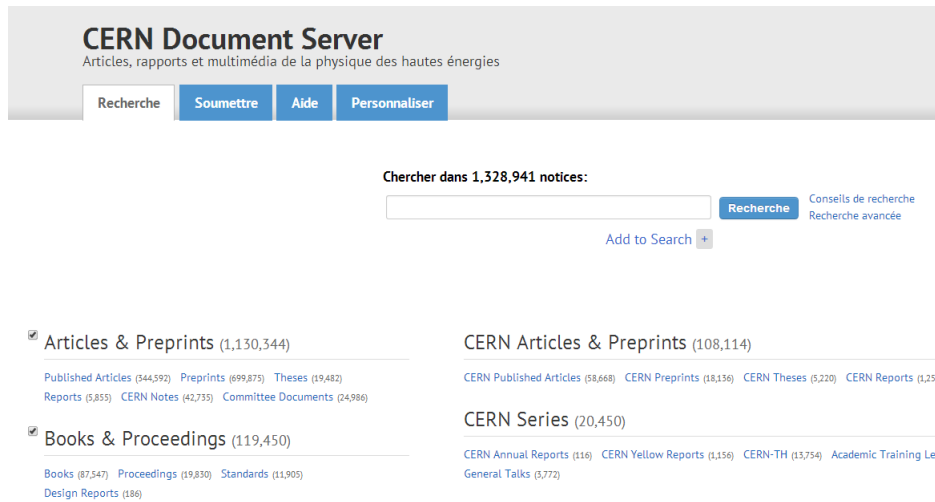 CERN Document Server
Articles, rapports et multimédia de la physique des hautes énergies
Recherche Soumettre Aide Personnaliser
Chercher dans 1,328,941 notices:
Recherche
Conseils de recherche
Recherche avancée
Add to Search +
Articles & Preprints (1,130,344)
Published Articles (344,592) Preprints (699,875) Theses (19,482)
Reports (5,855) CERN Notes (42,735) Committee Documents (24,986)
Books & Proceedings (119,450)
Books (87,547) Proceedings (19,830) Standards (11,905)
Design Reports (186)
CERN Articles & Preprints (108,114)
CERN Published Articles (58,668) CERN Preprints (18,136) CERN Theses (5,220) CERN Reports (1,25
CERN Series (20,450)
CERN Annual Reports (116) CERN Yellow Reports (1,156) CERN-TH (13,754) Academic Training Le
General Talks (3,772)